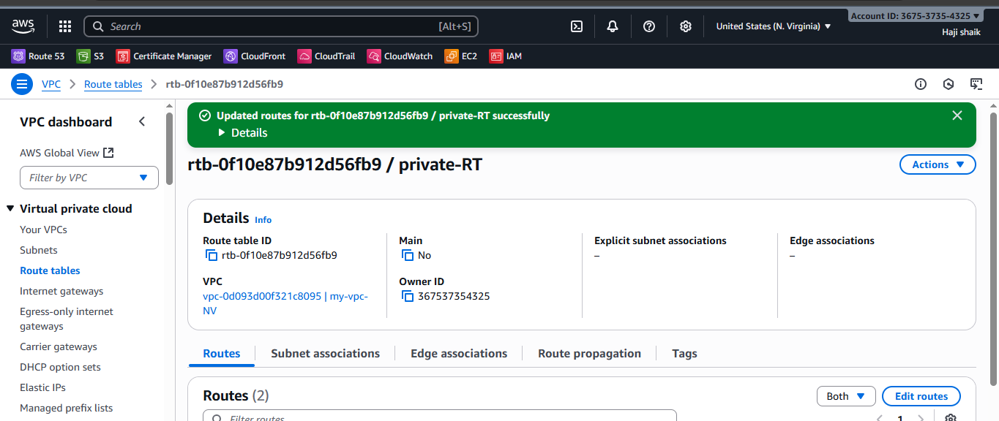 aws
Search [Alt+S]
United States (N. Virginia)
Account ID: 3675-3735-4325
Haji shaik
Route 53 S3 Certificate Manager CloudFront CloudTrail CloudWatch EC2 IAM
VPC Route tables rtb-0f10e87b912d56fb9
VPC dashboard
AWS Global View
Filter by VPC
Virtual private cloud
Your VPCs
Subnets
Route tables
Internet gateways
Egress-only internet
gateways
Carrier gateways
DHCP option sets
Elastic IPs
Managed prefix lists
Updated routes for rtb-0f10e87b912d56fb9 / private-RT successfully
Details
rtb-0f10e87b912d56fb9 / private-RT
Actions
Details Info
Route table ID
rtb-0f10e87b912d56fb9
Main
No
Explicit subnet associations
–
Edge associations
–
VPC
vpc-0d093d00f321c8095 | my-vpc-
NV
Owner ID
367537354325
Routes Subnet associations Edge associations Route propagation Tags
Routes (2)
Both
Edit routes
Filter routes
1